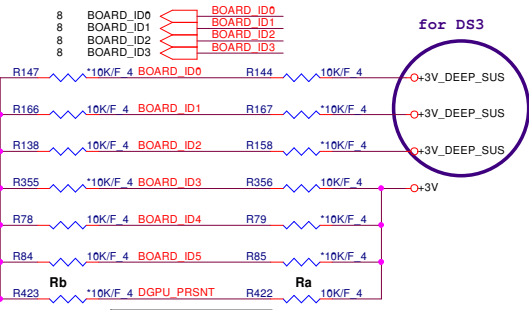 8 BOARD_ID0 BOARD_ID0
8 BOARD_ID1 BOARD_ID1
8 BOARD_ID2 BOARD_ID2
8 BOARD_ID3 BOARD_ID3
for DS3
R147 *10K/F_4 BOARD_ID0 R144 10K/F_4 +3V_DEEP_SUS
R166 10K/F_4 BOARD_ID1 R167 *10K/F_4 +3V_DEEP_SUS
R138 10K/F_4 BOARD_ID2 R158 *10K/F_4 +3V_DEEP_SUS
R355 *10K/F_4 BOARD_ID3 R356 10K/F_4 +3V
R78 10K/F_4 BOARD_ID4 R79 *10K/F_4
R84 10K/F_4 BOARD_ID5 R85 *10K/F_4
Rb Ra
R423 *10K/F_4 DGPU_PRSNT R422 10K/F_4